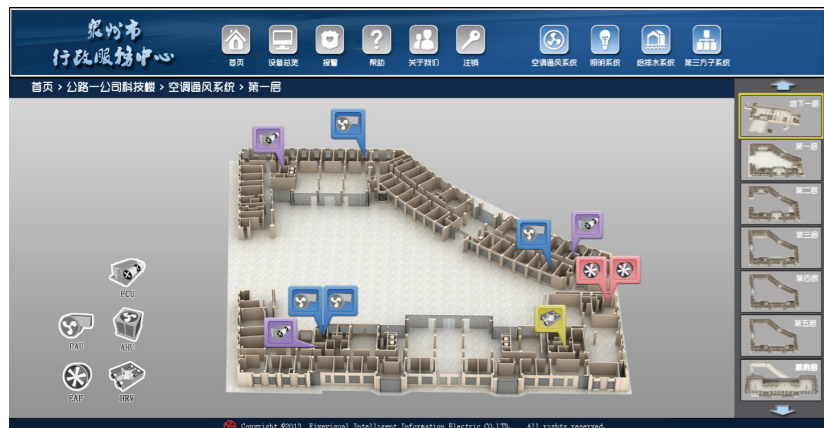 泉州市
行政服务中心
首页 设备总览 报警 帮助 关于我们 注销 空调通风系统 照明系统 给排水系统 第三方子系统
首页 > 公路一公司科技楼 > 空调通风系统 > 第一层
地下一层
第一层
第二层
第三层
第四层
第五层
FCU
PAU AHU
EAF HRV
Copyright ©2013 Fivevisual Intelligent Information Electric CO.LTD. All rights reserved.